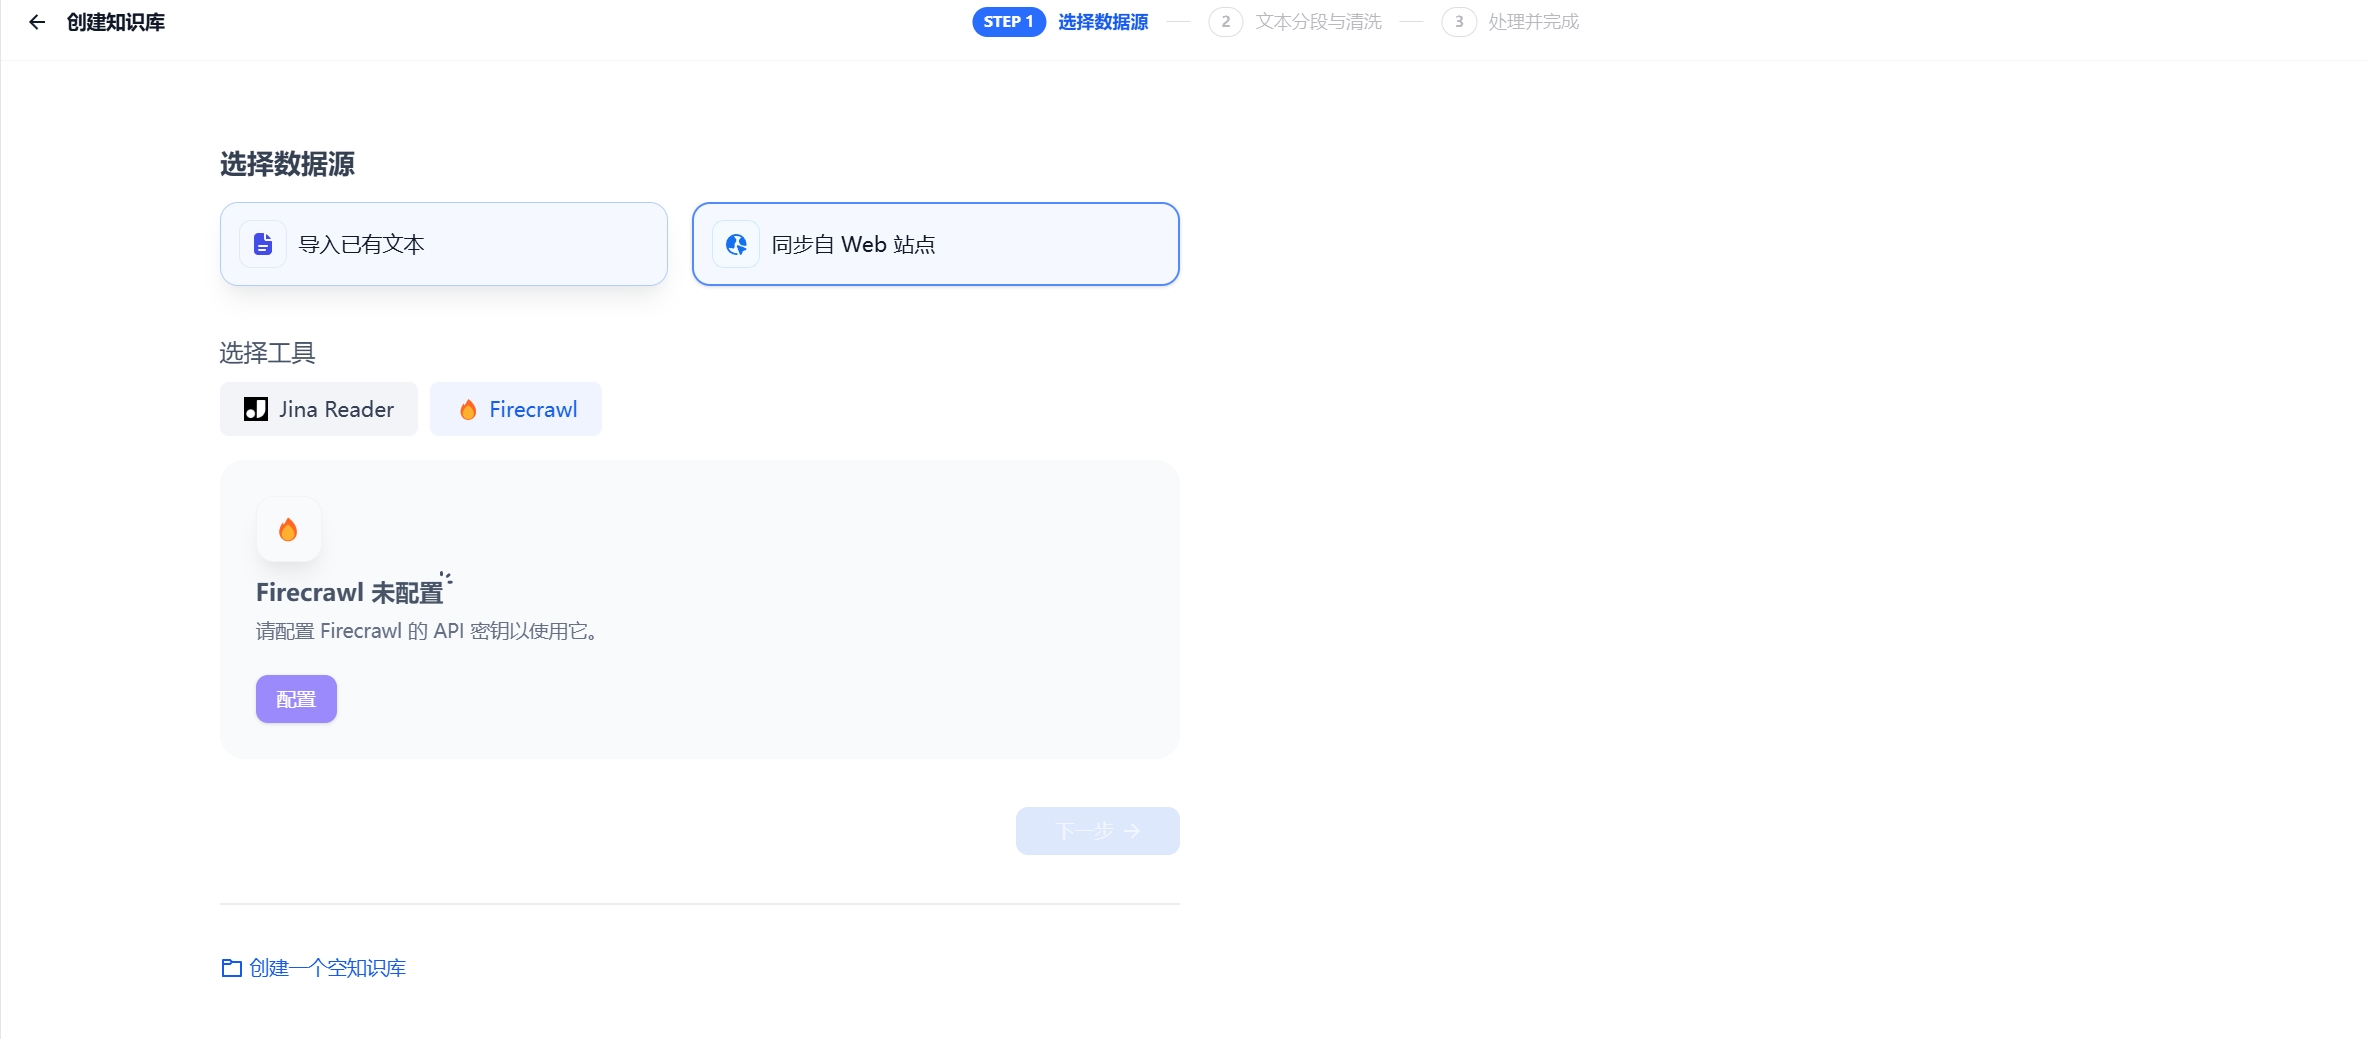 创建知识库
STEP 1 选择数据源 2 文本分段与清洗 3 处理并完成
选择数据源
导入已有文本
同步自 Web 站点
选择工具
Jina Reader
Firecrawl
Firecrawl 未配置
请配置 Firecrawl 的 API 密钥以使用它。
配置
下一步
创建一个空知识库